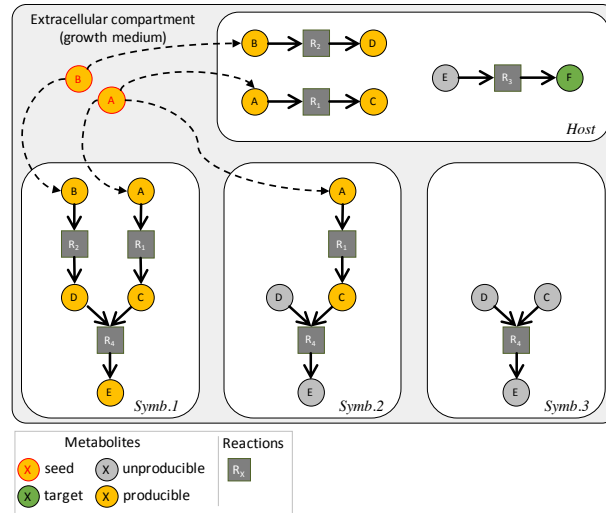 Extracellular compartment
(growth medium)
B
A
B R₂ D
A R₁ C
E R₃ F
Host
B A
R₂ R₁
D C
R₄
E
Symb.1
A
R₁
D C
R₄
E
Symb.2
D C
R₄
E
Symb.3
Metabolites Reactions
X seed X unproducible Rₓ
X target X producible